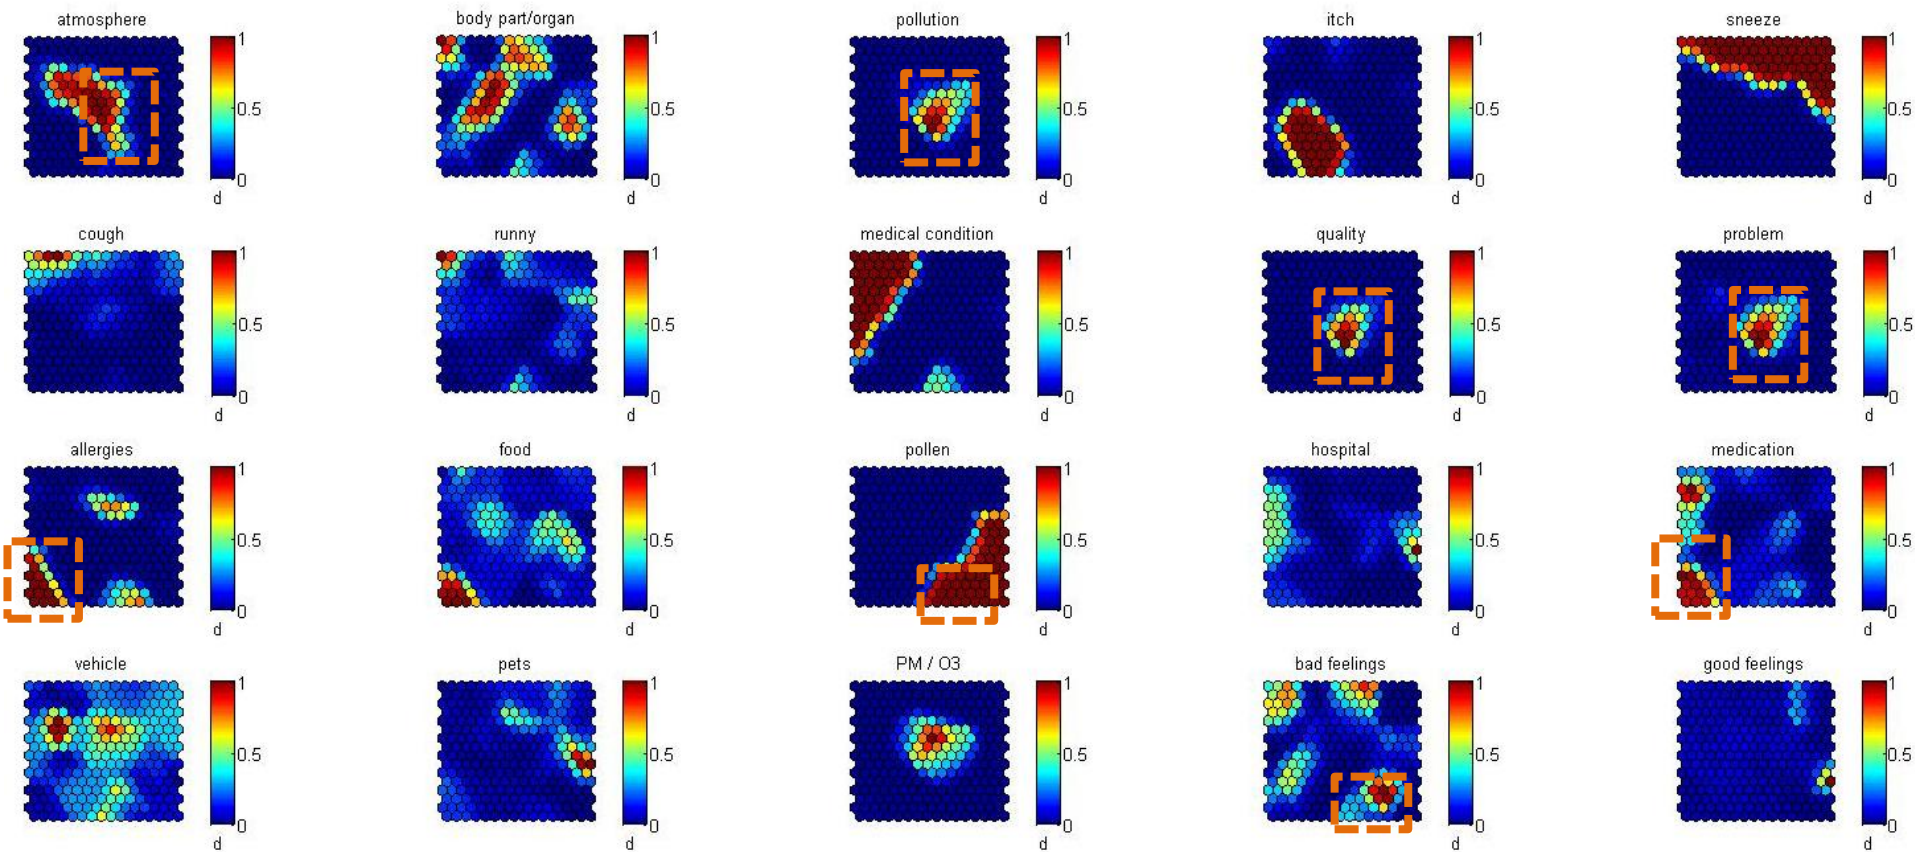 atmosphere
body part/organ
pollution
itch
sneeze
1
0.5
0
d
1
0.5
0
d
1
0.5
0
d
1
0.5
0
d
1
0.5
0
d
cough
runny
medical condition
quality
problem
1
0.5
0
d
1
0.5
0
d
1
0.5
0
d
1
0.5
0
d
1
0.5
0
d
allergies
food
pollen
hospital
medication
1
0.5
0
d
1
0.5
0
d
1
0.5
0
d
1
0.5
0
d
1
0.5
0
d
vehicle
pets
PM / O3
bad feelings
good feelings
1
0.5
0
d
1
0.5
0
d
1
0.5
0
d
1
0.5
0
d
1
0.5
0
d